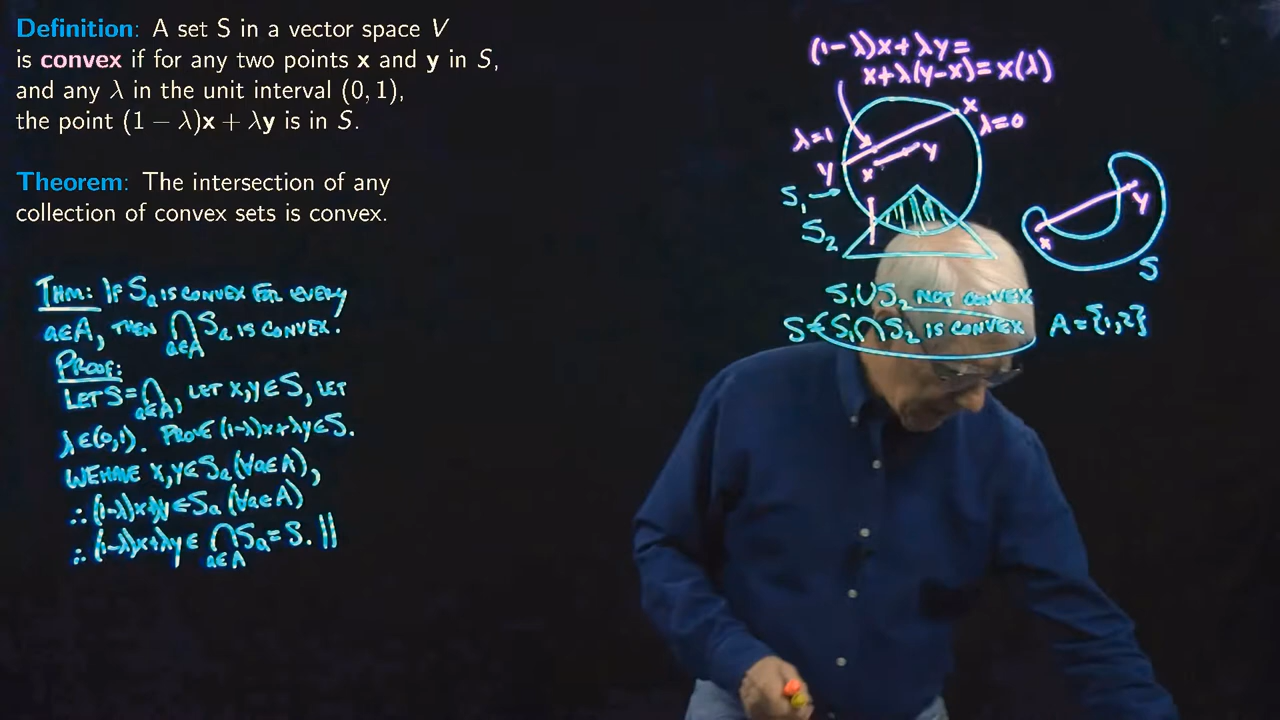 Definition: A set S in a vector space V
is convex if for any two points x and y in S,
and any λ in the unit interval (0, 1),
the point (1 − λ)x + λy is in S.
Theorem: The intersection of any
collection of convex sets is convex.
THM: IF Sₐ IS CONVEX FOR EVERY
a∈A, THEN ⋂ Sₐ IS CONVEX.
a∈A
PROOF:
LET S = ⋂, LET X,Y ∈ S, LET
a∈A
λ∈(0,1). PROVE (1-λ)x+λy∈S.
WE HAVE X,Y∈Sₐ (∀a∈A),
∴ (1-λ)x+λy∈Sₐ (∀a∈A)
∴ (1-λ)x+λy∈ ⋂ Sₐ = S. ||
a∈A
(1-λ)x+λy=
x+λ(y-x)=x(λ)
x
λ=0
λ=1
y
y
x
S₁→
S₂
y
x
S
S₁∪S₂ NOT CONVEX
S₁∩S₂ IS CONVEX
A={1,2}